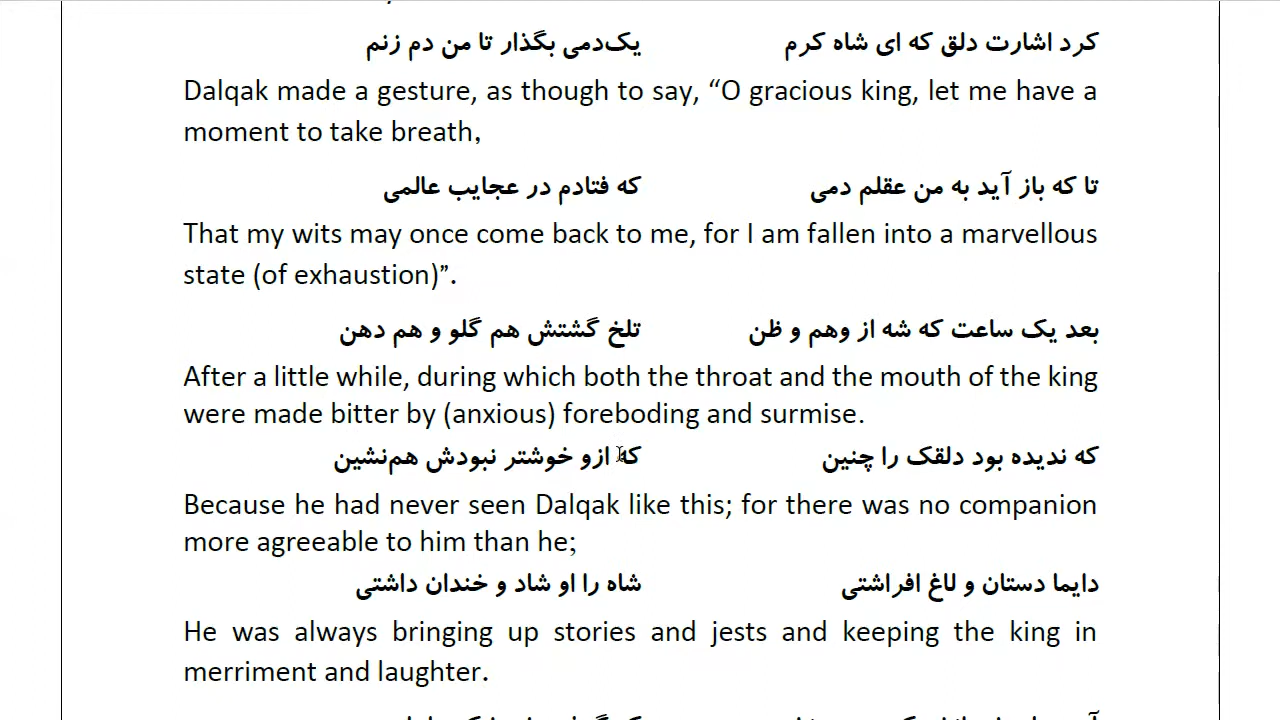 کرد اشارت دلق که ای شاه کرم یک‌دمی بگذار تا من دم زنم
Dalqak made a gesture, as though to say, “O gracious king, let me have a
moment to take breath,
تا که باز آید به من عقلم دمی که فتادم در عجایب عالمی
That my wits may once come back to me, for I am fallen into a marvellous
state (of exhaustion)”.
بعد یک ساعت که شه از وهم و ظن تلخ گشتش هم گلو و هم دهن
After a little while, during which both the throat and the mouth of the king
were made bitter by (anxious) foreboding and surmise.
که ندیده بود دلقک را چنین که ازو خوشتر نبودش هم‌نشین
Because he had never seen Dalqak like this; for there was no companion
more agreeable to him than he;
دایما دستان و لاغ افراشتی شاه را او شاد و خندان داشتی
He was always bringing up stories and jests and keeping the king in
merriment and laughter.